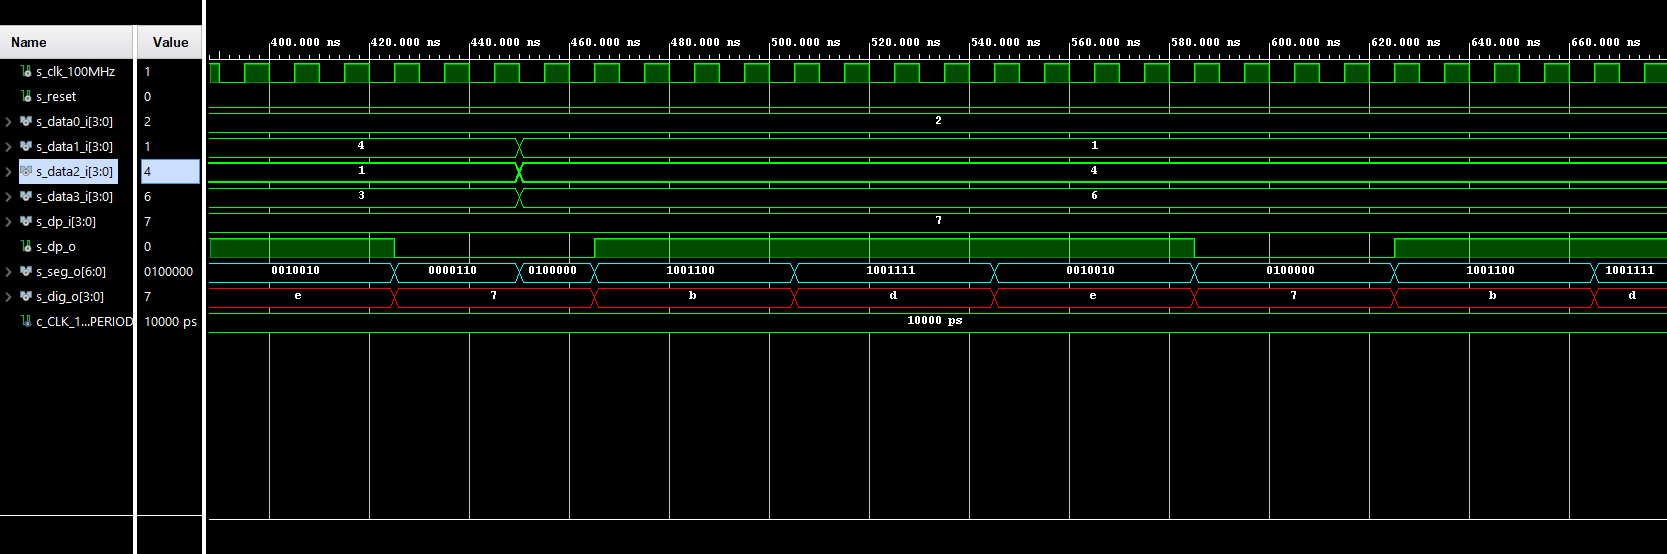 Name Value
400.000 ns 420.000 ns 440.000 ns 460.000 ns 480.000 ns 500.000 ns 520.000 ns 540.000 ns 560.000 ns 580.000 ns 600.000 ns 620.000 ns 640.000 ns 660.000 ns
s_clk_100MHz 1
s_reset 0
s_data0_i[3:0] 2 2
s_data1_i[3:0] 1 4 1
s_data2_i[3:0] 4 1 4
s_data3_i[3:0] 6 3 6
s_dp_i[3:0] 7 7
s_dp_o 0
s_seg_o[6:0] 0100000 0010010 0000110 0100000 1001100 1001111 0010010 0100000 1001100 1001111
s_dig_o[3:0] 7 e 7 b d e 7 b d
c_CLK_1...PERIOD 10000 ps 10000 ps